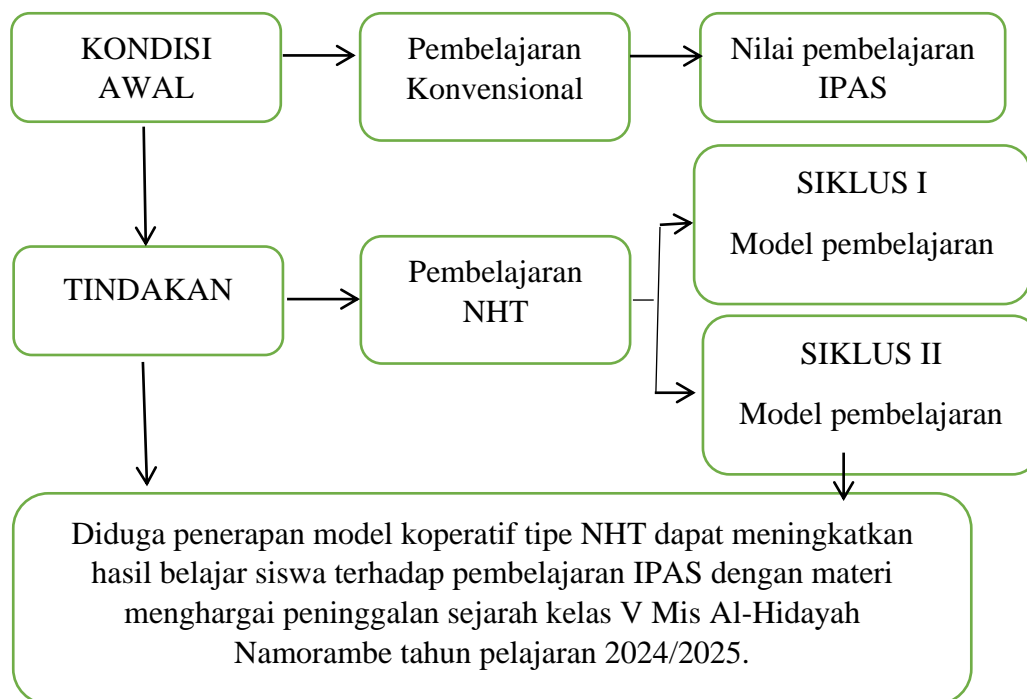 KONDISI
AWAL
Pembelajaran
Konvensional
Nilai pembelajaran
IPAS
TINDAKAN
Pembelajaran
NHT
SIKLUS I
Model pembelajaran
SIKLUS II
Model pembelajaran
Diduga penerapan model koperatif tipe NHT dapat meningkatkan
hasil belajar siswa terhadap pembelajaran IPAS dengan materi
menghargai peninggalan sejarah kelas V Mis Al-Hidayah
Namorambe tahun pelajaran 2024/2025.